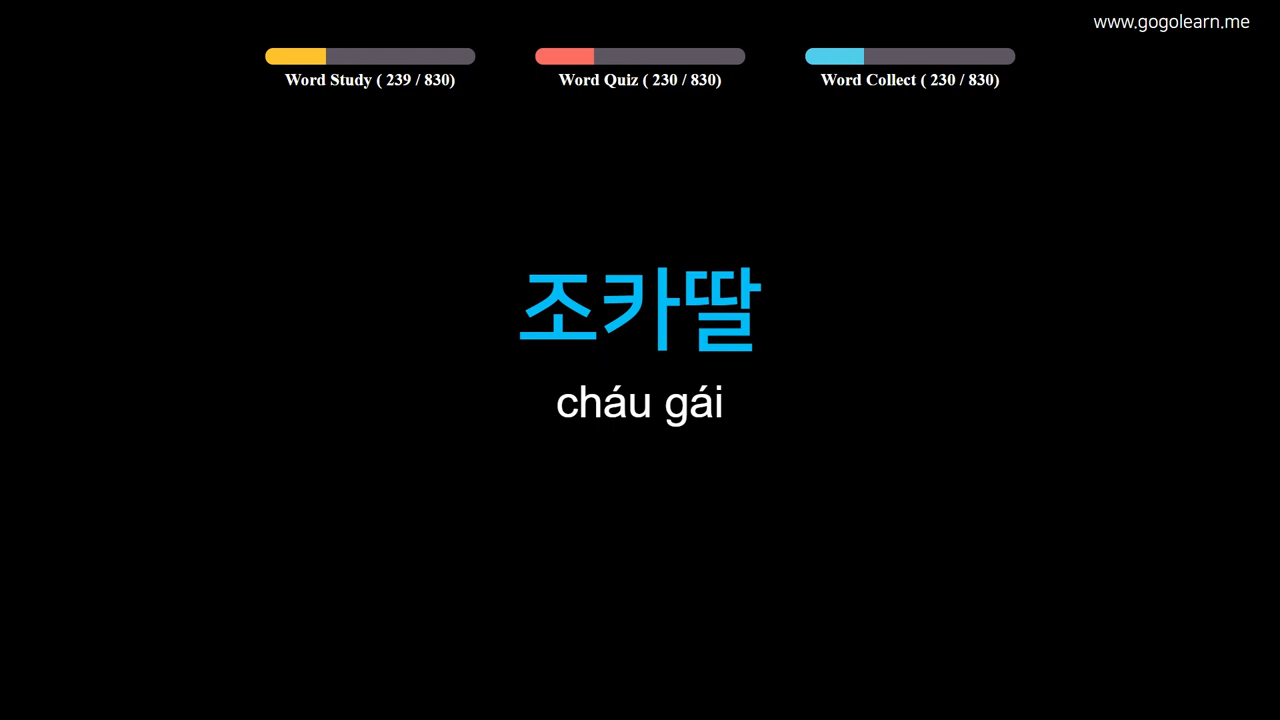 www.gogolearn.me
Word Study ( 239 / 830)
Word Quiz ( 230 / 830)
Word Collect ( 230 / 830)
조카딸
cháu gái